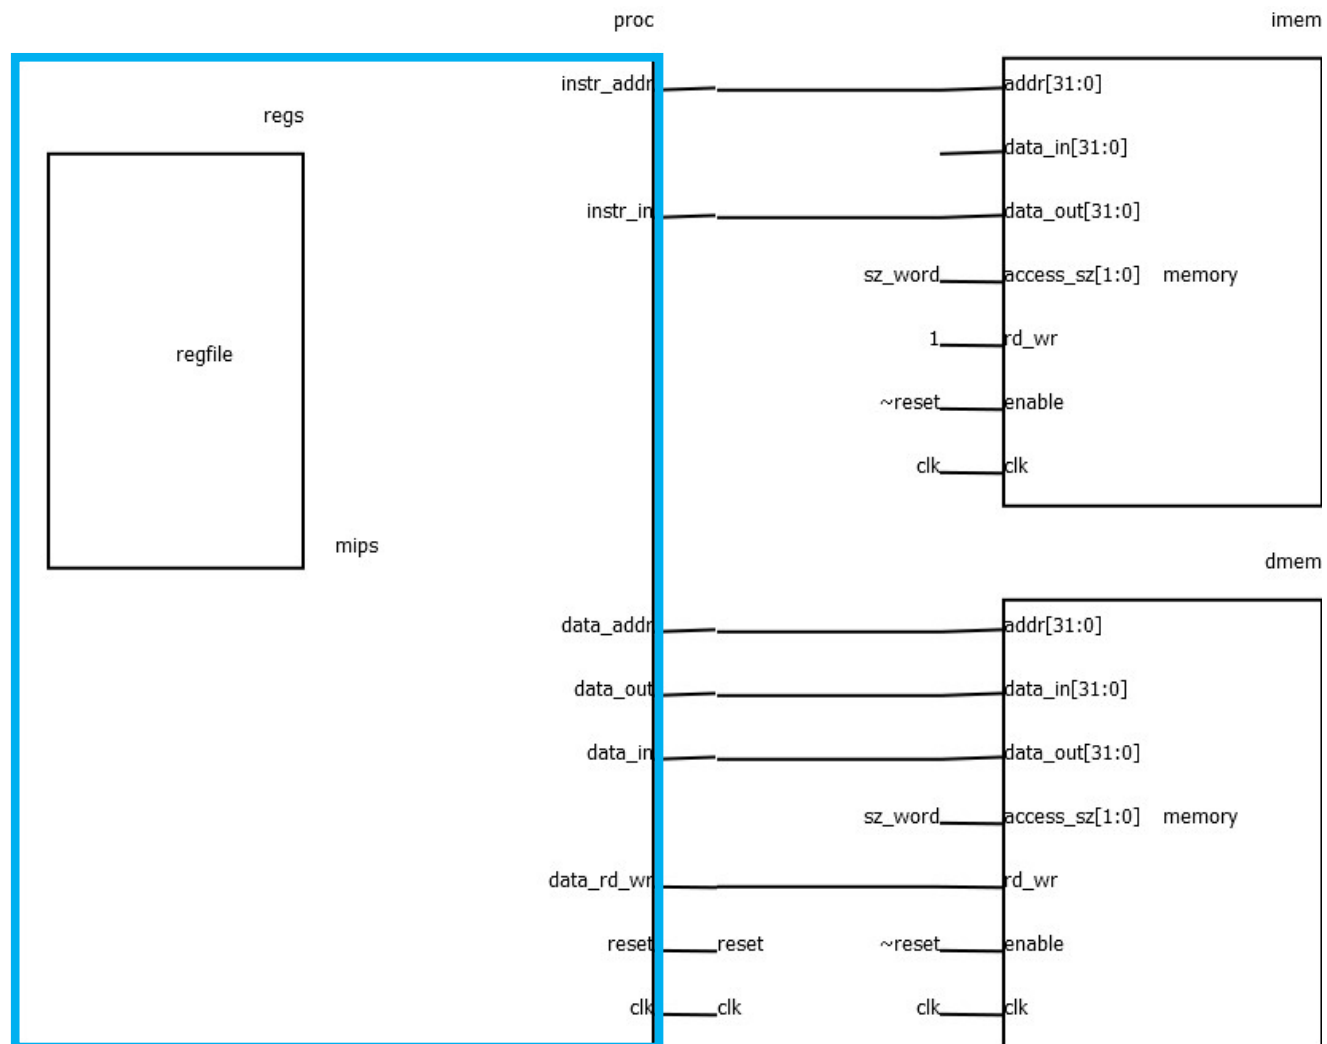 proc imem
instr_addr addr[31:0]
regs
data_in[31:0]
instr_in data_out[31:0]
sz_word access_sz[1:0] memory
1 rd_wr
regfile
~reset enable
clk clk
mips
dmem
data_addr addr[31:0]
data_out data_in[31:0]
data_in data_out[31:0]
sz_word access_sz[1:0] memory
data_rd_wr rd_wr
reset reset ~reset enable
clk clk clk clk